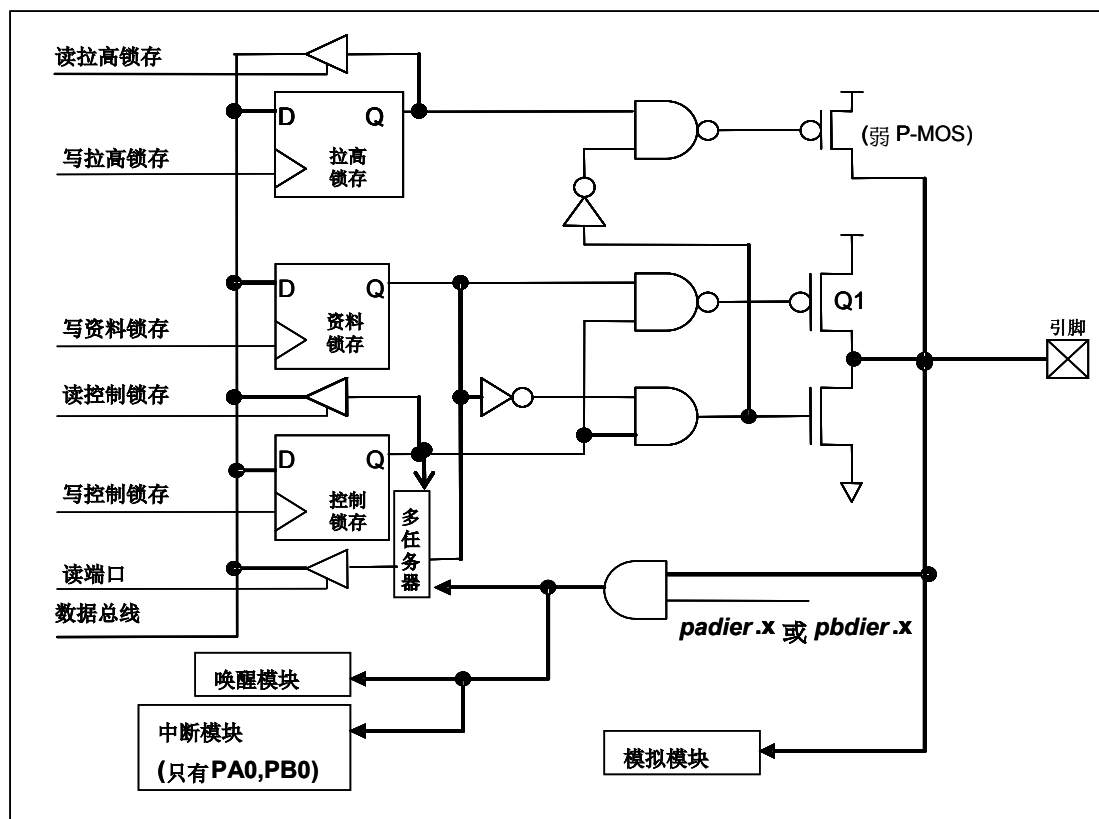 读拉高锁存
D Q
(弱 P-MOS)
写拉高锁存
拉高
锁存
D Q
Q1
写资料锁存
资料
锁存
引脚
读控制锁存
D Q
写控制锁存
控制
锁存
多任务器
读端口
数据总线
padier.x 或 pbdier.x
唤醒模块
中断模块
(只有PA0,PB0)
模拟模块